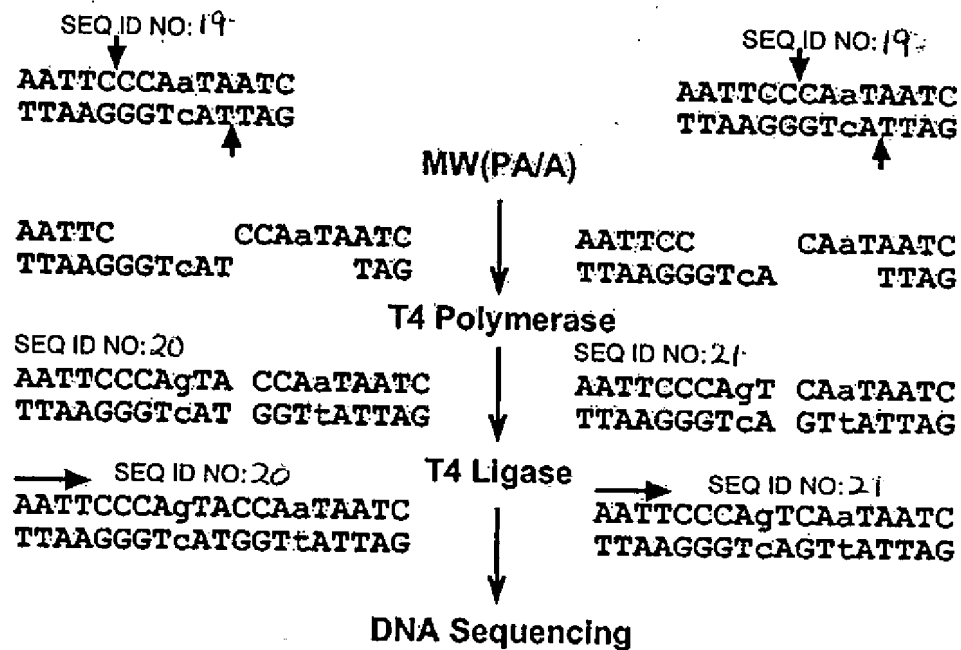 SEQ ID NO: 19
AATTCCCAaTAATC
TTAAGGGTcATTAG
SEQ ID NO: 19
AATTCCCAaTAATC
TTAAGGGTcATTAG
MW(PA/A)
AATTC CCAaTAATC
TTAAGGGTcAT TAG
AATTCC CAaTAATC
TTAAGGGTcA TTAG
T4 Polymerase
SEQ ID NO: 20
AATTCCCAgTA CCAaTAATC
TTAAGGGTcAT GGTtATTAG
SEQ ID NO: 21
AATTCCCAgT CAaTAATC
TTAAGGGTcA GTtATTAG
T4 Ligase
SEQ ID NO: 20
AATTCCCAgTACCAaTAATC
TTAAGGGTcATGGTtATTAG
SEQ ID NO: 21
AATTCCCAgTCAaTAATC
TTAAGGGTcAGTtATTAG
DNA Sequencing